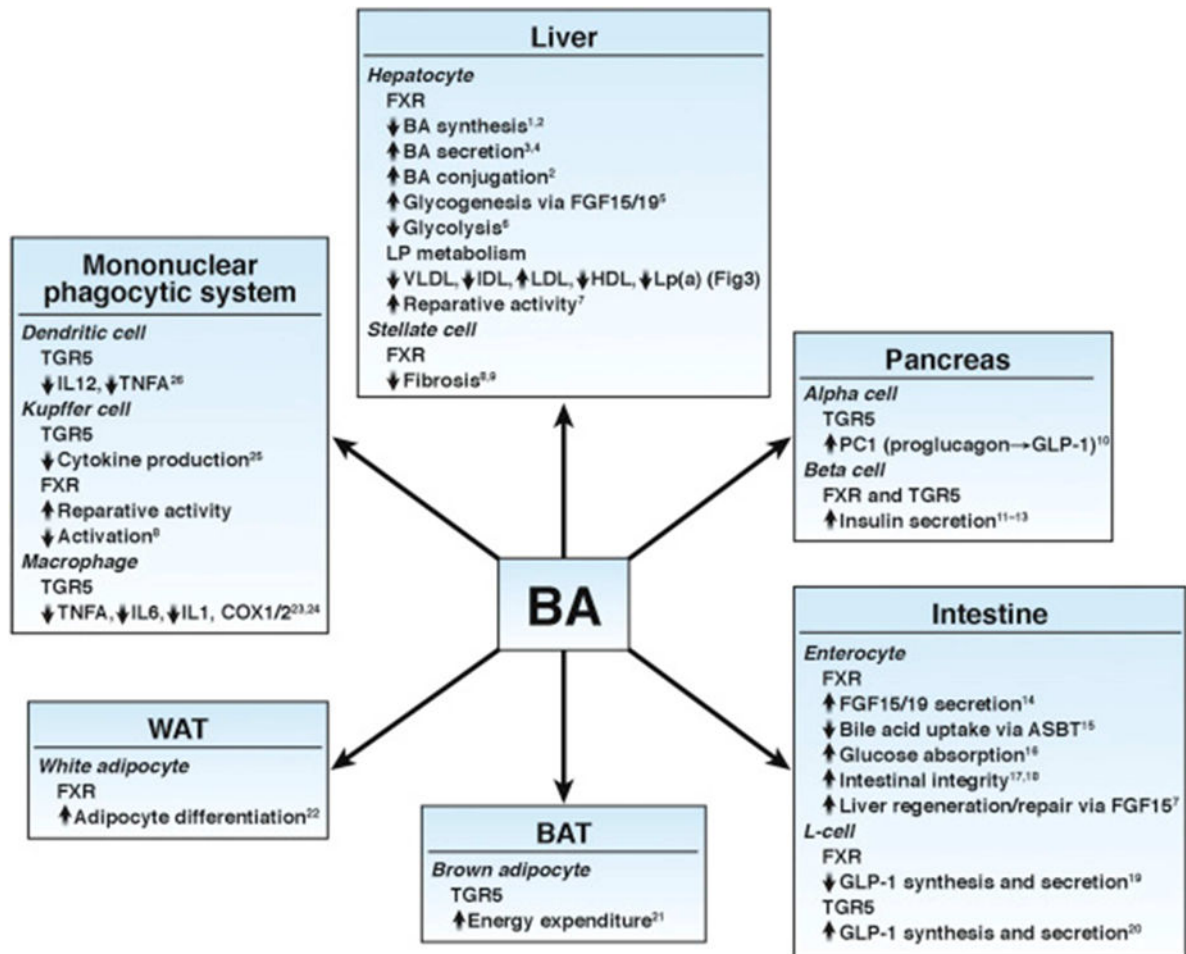 Liver
Hepatocyte
FXR
↓BA synthesis¹,²
↑BA secretion³,⁴
↑BA conjugation²
↑Glycogenesis via FGF15/19⁵
↓Glycolysis⁶
LP metabolism
↓VLDL, ↓IDL, ↑LDL, ↓HDL, ↓Lp(a) (Fig3)
↑Reparative activity⁷
Stellate cell
FXR
↓Fibrosis⁸,⁹
Mononuclear
phagocytic system
Dendritic cell
TGR5
↓IL12, ↓TNFA²⁶
Kupffer cell
TGR5
↓Cytokine production²⁵
FXR
↑Reparative activity
↓Activation⁸
Macrophage
TGR5
↓TNFA, ↓IL6, ↓IL1, COX1/2²³,²⁴
Pancreas
Alpha cell
TGR5
↑PC1 (proglucagon→GLP-1)¹⁰
Beta cell
FXR and TGR5
↑Insulin secretion¹¹⁻¹³
BA
Intestine
Enterocyte
FXR
↑FGF15/19 secretion¹⁴
↓Bile acid uptake via ASBT¹⁵
↑Glucose absorption¹⁶
↑Intestinal integrity¹⁷,¹⁸
↑Liver regeneration/repair via FGF15⁷
L-cell
FXR
↓GLP-1 synthesis and secretion¹⁹
TGR5
↑GLP-1 synthesis and secretion²⁰
WAT
White adipocyte
FXR
↑Adipocyte differentiation²²
BAT
Brown adipocyte
TGR5
↑Energy expenditure²¹